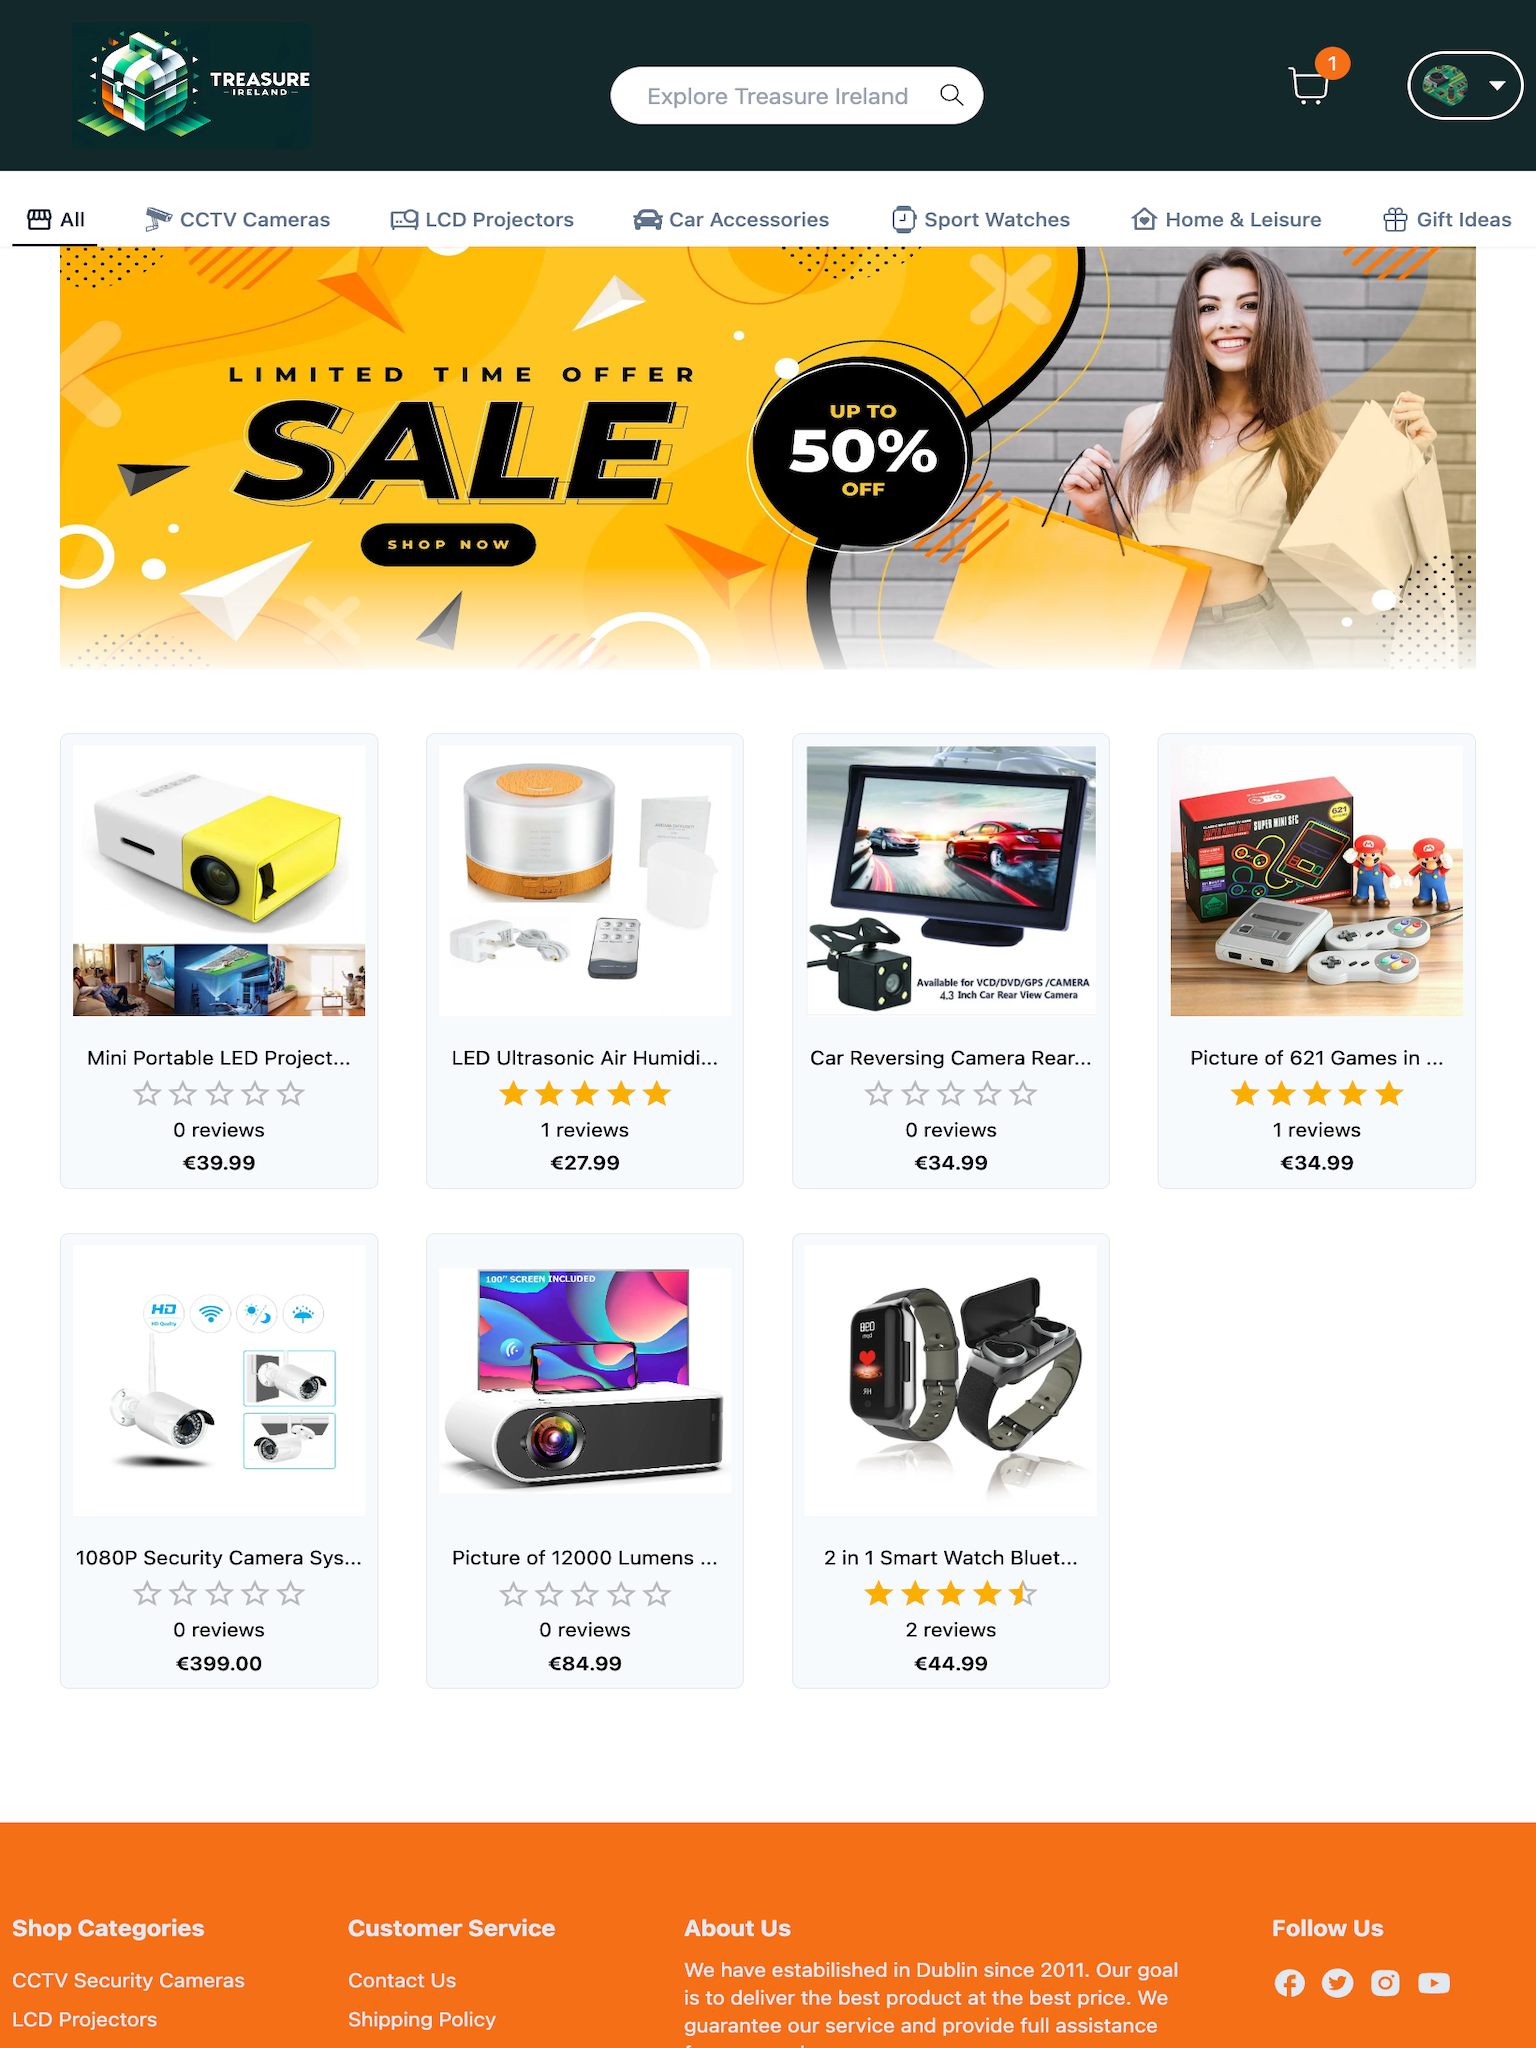 TREASURE
-IRELAND-
Explore Treasure Ireland
1
All
CCTV Cameras
LCD Projectors
Car Accessories
Sport Watches
Home & Leisure
Gift Ideas
LIMITED TIME OFFER
SALE
SHOP NOW
UP TO
50%
OFF
621
SUPER MINI SFC
Available for VCD/DVD/GPS /CAMERA
4.3 Inch Car Rear View Camera
Mini Portable LED Project...
0 reviews
€39.99
LED Ultrasonic Air Humidi...
1 reviews
€27.99
Car Reversing Camera Rear...
0 reviews
€34.99
Picture of 621 Games in ...
1 reviews
€34.99
HD
HD Quality
100" SCREEN INCLUDED
1080P Security Camera Sys...
0 reviews
€399.00
Picture of 12000 Lumens ...
0 reviews
€84.99
2 in 1 Smart Watch Bluet...
2 reviews
€44.99
Shop Categories
CCTV Security Cameras
LCD Projectors
Customer Service
Contact Us
Shipping Policy
About Us
We have estabilished in Dublin since 2011. Our goal
is to deliver the best product at the best price. We
guarantee our service and provide full assistance
Follow Us